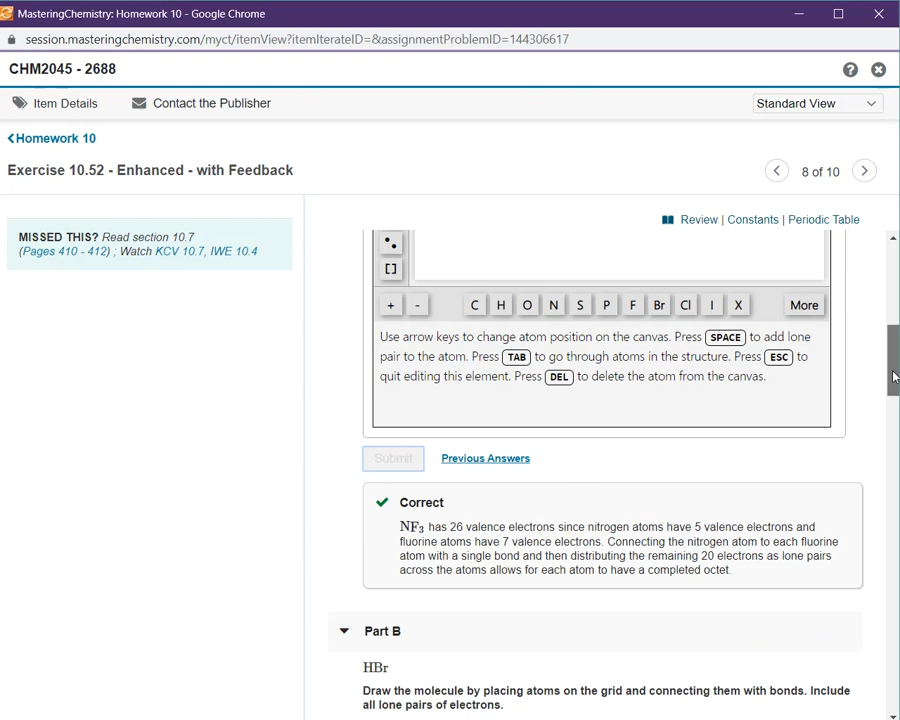 MasteringChemistry: Homework 10 - Google Chrome
session.masteringchemistry.com/myct/itemView?itemIterateID=&assignmentProblemID=144306617
CHM2045 - 2688
Item Details
Contact the Publisher
Standard View
Homework 10
Exercise 10.52 - Enhanced - with Feedback
8 of 10
MISSED THIS? Read section 10.7
(Pages 410 - 412) ; Watch KCV 10.7, IWE 10.4
Review | Constants | Periodic Table
[ ]
+ - C H O N S P F Br Cl I X More
Use arrow keys to change atom position on the canvas. Press SPACE to add lone
pair to the atom. Press TAB to go through atoms in the structure. Press ESC to
quit editing this element. Press DEL to delete the atom from the canvas.
Submit
Previous Answers
Correct
NF3 has 26 valence electrons since nitrogen atoms have 5 valence electrons and
fluorine atoms have 7 valence electrons. Connecting the nitrogen atom to each fluorine
atom with a single bond and then distributing the remaining 20 electrons as lone pairs
across the atoms allows for each atom to have a completed octet.
Part B
HBr
Draw the molecule by placing atoms on the grid and connecting them with bonds. Include
all lone pairs of electrons.